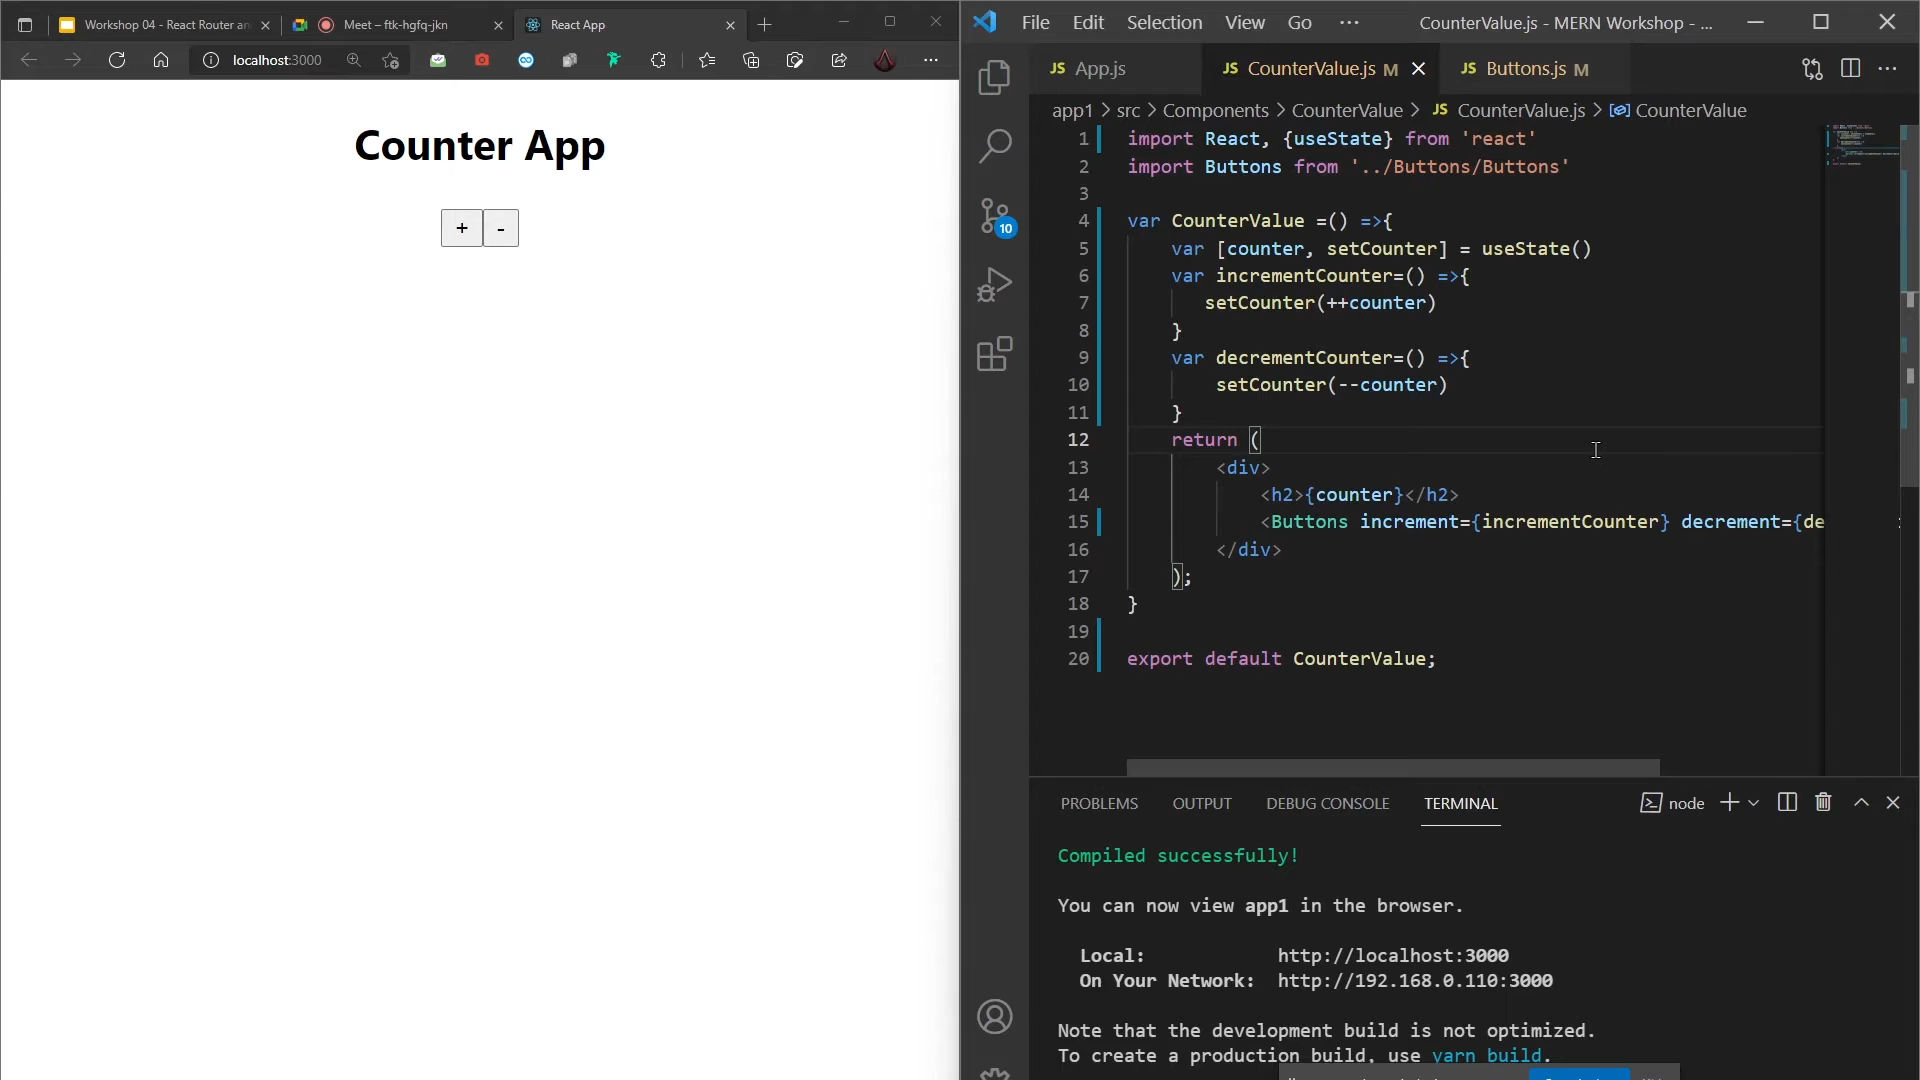 Workshop 04 - React Router an
Meet – ftk-hgfq-jkn
React App
localhost:3000
Counter App
+
-
File
Edit
Selection
View
Go
CounterValue.js - MERN Workshop - ...
JS App.js
JS CounterValue.js M
JS Buttons.js M
app1 > src > Components > CounterValue > JS CounterValue.js > CounterValue
10
1 import React, {useState} from 'react'
2 import Buttons from '../Buttons/Buttons'
3
4 var CounterValue =() =>{
5 var [counter, setCounter] = useState()
6 var incrementCounter=() =>{
7 setCounter(++counter)
8 }
9 var decrementCounter=() =>{
10 setCounter(--counter)
11 }
12 return (
13 <div>
14 <h2>{counter}</h2>
15 <Buttons increment={incrementCounter} decrement={de
16 </div>
17 );
18 }
19
20 export default CounterValue;
PROBLEMS
OUTPUT
DEBUG CONSOLE
TERMINAL
node
Compiled successfully!
You can now view app1 in the browser.
Local: http://localhost:3000
On Your Network: http://192.168.0.110:3000
Note that the development build is not optimized.
To create a production build, use yarn build.